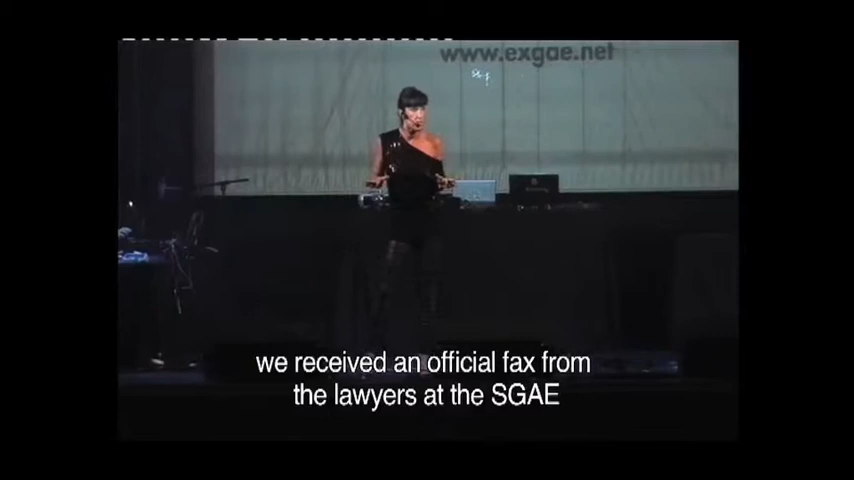 www.exgae.net
we received an official fax from
the lawyers at the SGAE